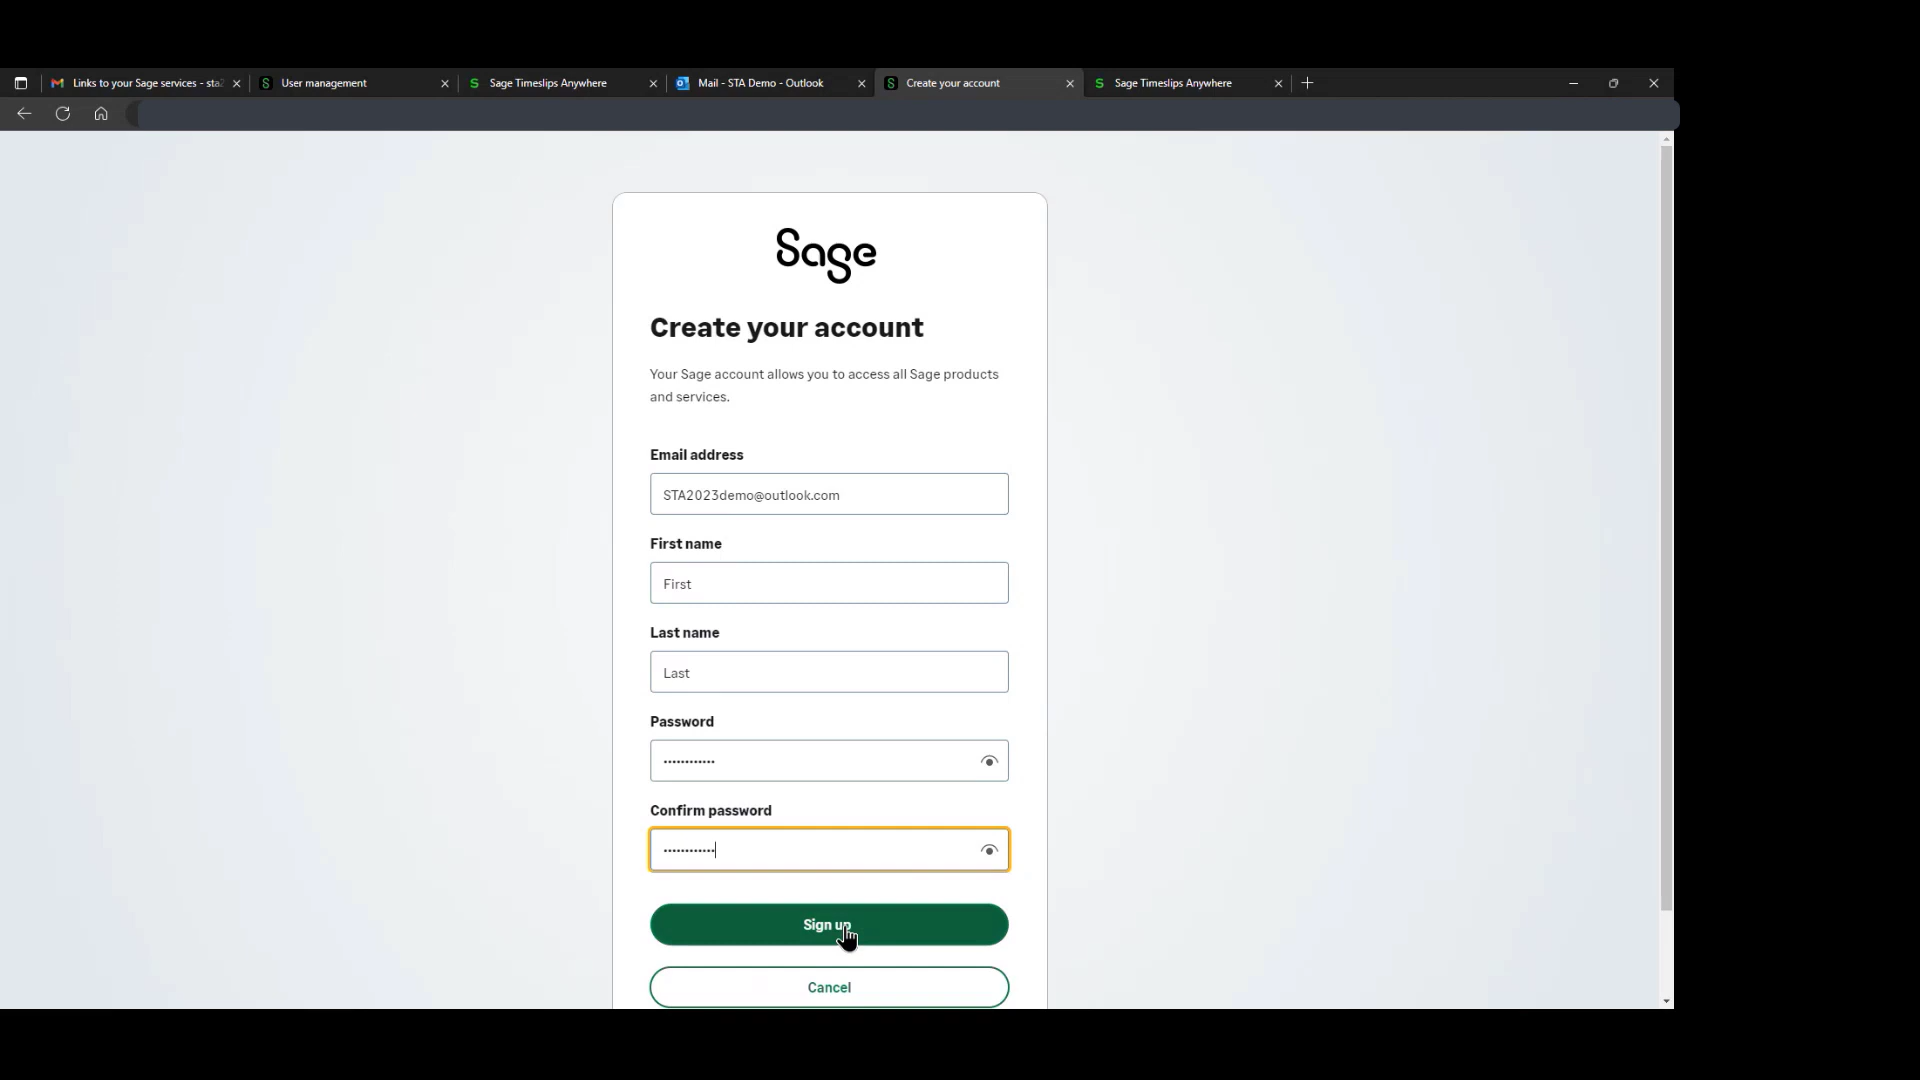 Links to your Sage services - sta2
User management
Sage Timeslips Anywhere
Mail - STA Demo - Outlook
Create your account
Sage Timeslips Anywhere
Sage
Create your account
Your Sage account allows you to access all Sage products
and services.
Email address
STA2023demo@outlook.com
First name
First
Last name
Last
Password
••••••••••••
Confirm password
••••••••••••
Sign up
Cancel